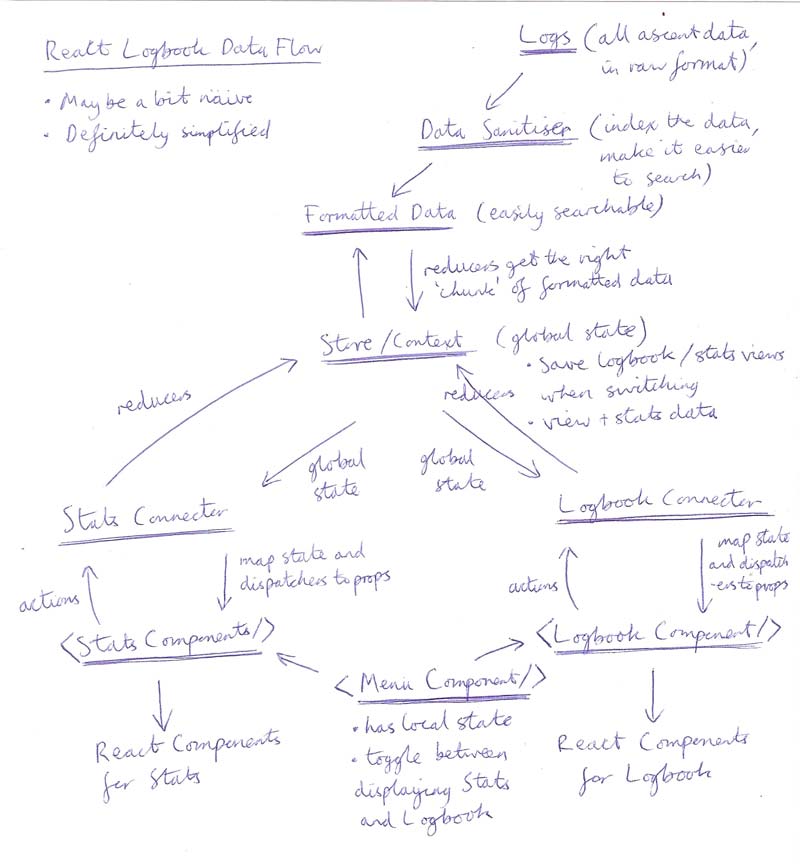 React Logbook Data Flow
• Maybe a bit naive
• Definitely simplified
Logs (all ascent data,
in raw format)
Data Sanitiser (index the data,
make it easier
to search)
Formatted Data (easily searchable)
reducers get the right
'chunk' of formatted data
Store/Context (global state)
• Save Logbook/stats views
when switching
• view + stats data
reducers
reducers
global
state
global
state
Stats Connecter
Logbook Connecter
actions
map state and
dispatchers to props
actions
map state
and dispatch
-ers to props
<Stats Components/>
<Logbook Component/>
<Menu Component/>
• has local state
• toggle between
displaying Stats
and Logbook
React Components
for Stats
React Components
for Logbook